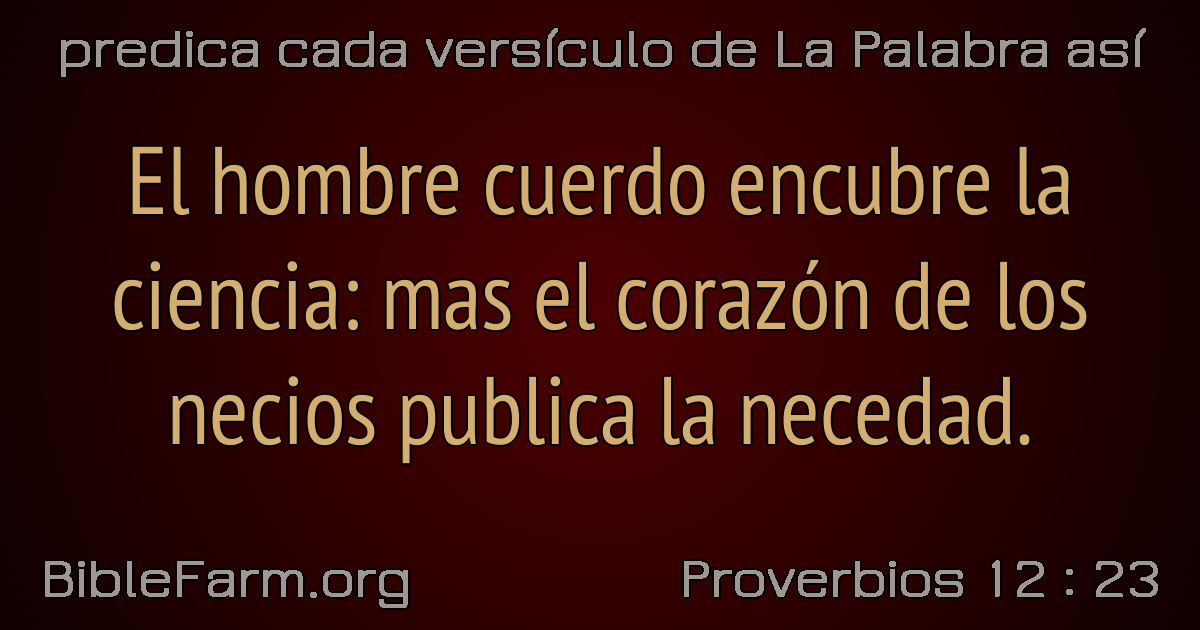 predica cada versículo de La Palabra así
El hombre cuerdo encubre la
ciencia: mas el corazón de los
necios publica la necedad.
BibleFarm.org
Proverbios 12 : 23